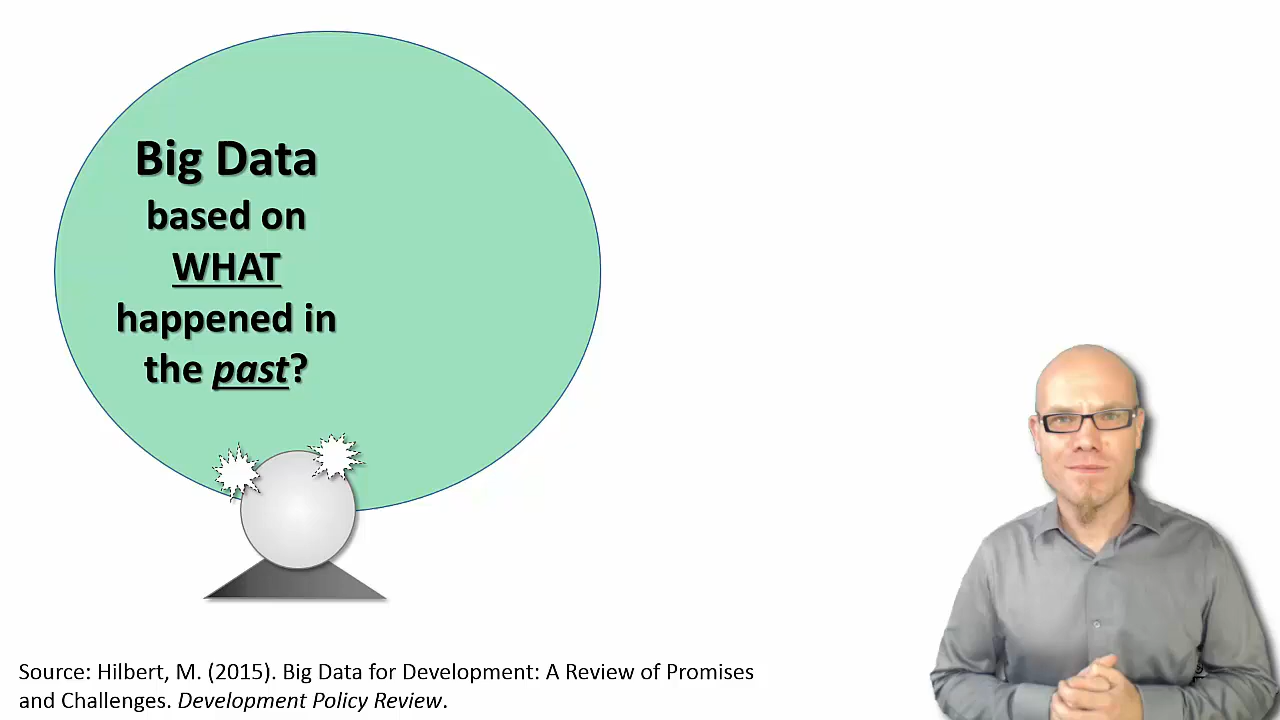 Big Data
based on
WHAT
happened in
the past?
Source: Hilbert, M. (2015). Big Data for Development: A Review of Promises
and Challenges. Development Policy Review.